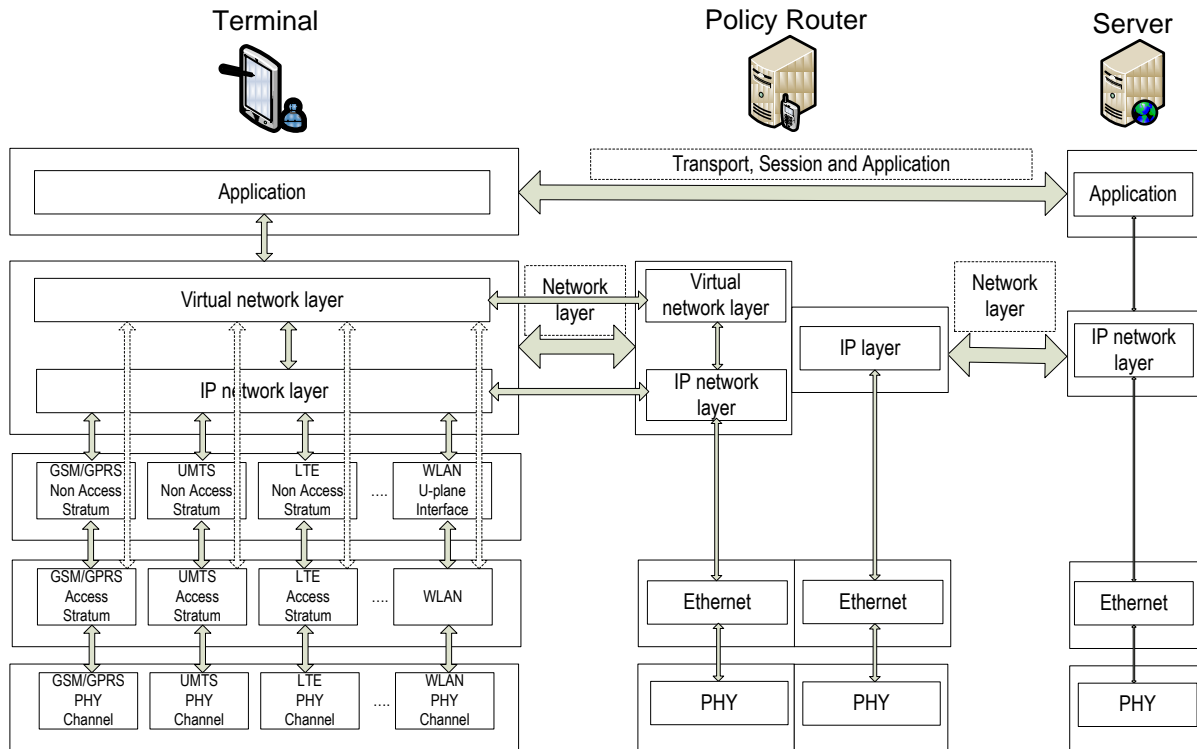 Terminal
Policy Router
Server
Transport, Session and Application
Application
Application
Virtual network layer
Network
layer
Virtual
network layer
Network
layer
IP layer
IP network
layer
IP network layer
IP network
layer
GSM/GPRS
Non Access
Stratum
UMTS
Non Access
Stratum
LTE
Non Access
Stratum
....
WLAN
U-plane
Interface
GSM/GPRS
Access
Stratum
UMTS
Access
Stratum
LTE
Access
Stratum
....
WLAN
Ethernet
Ethernet
Ethernet
GSM/GPRS
PHY
Channel
UMTS
PHY
Channel
LTE
PHY
Channel
....
WLAN
PHY
Channel
PHY
PHY
PHY